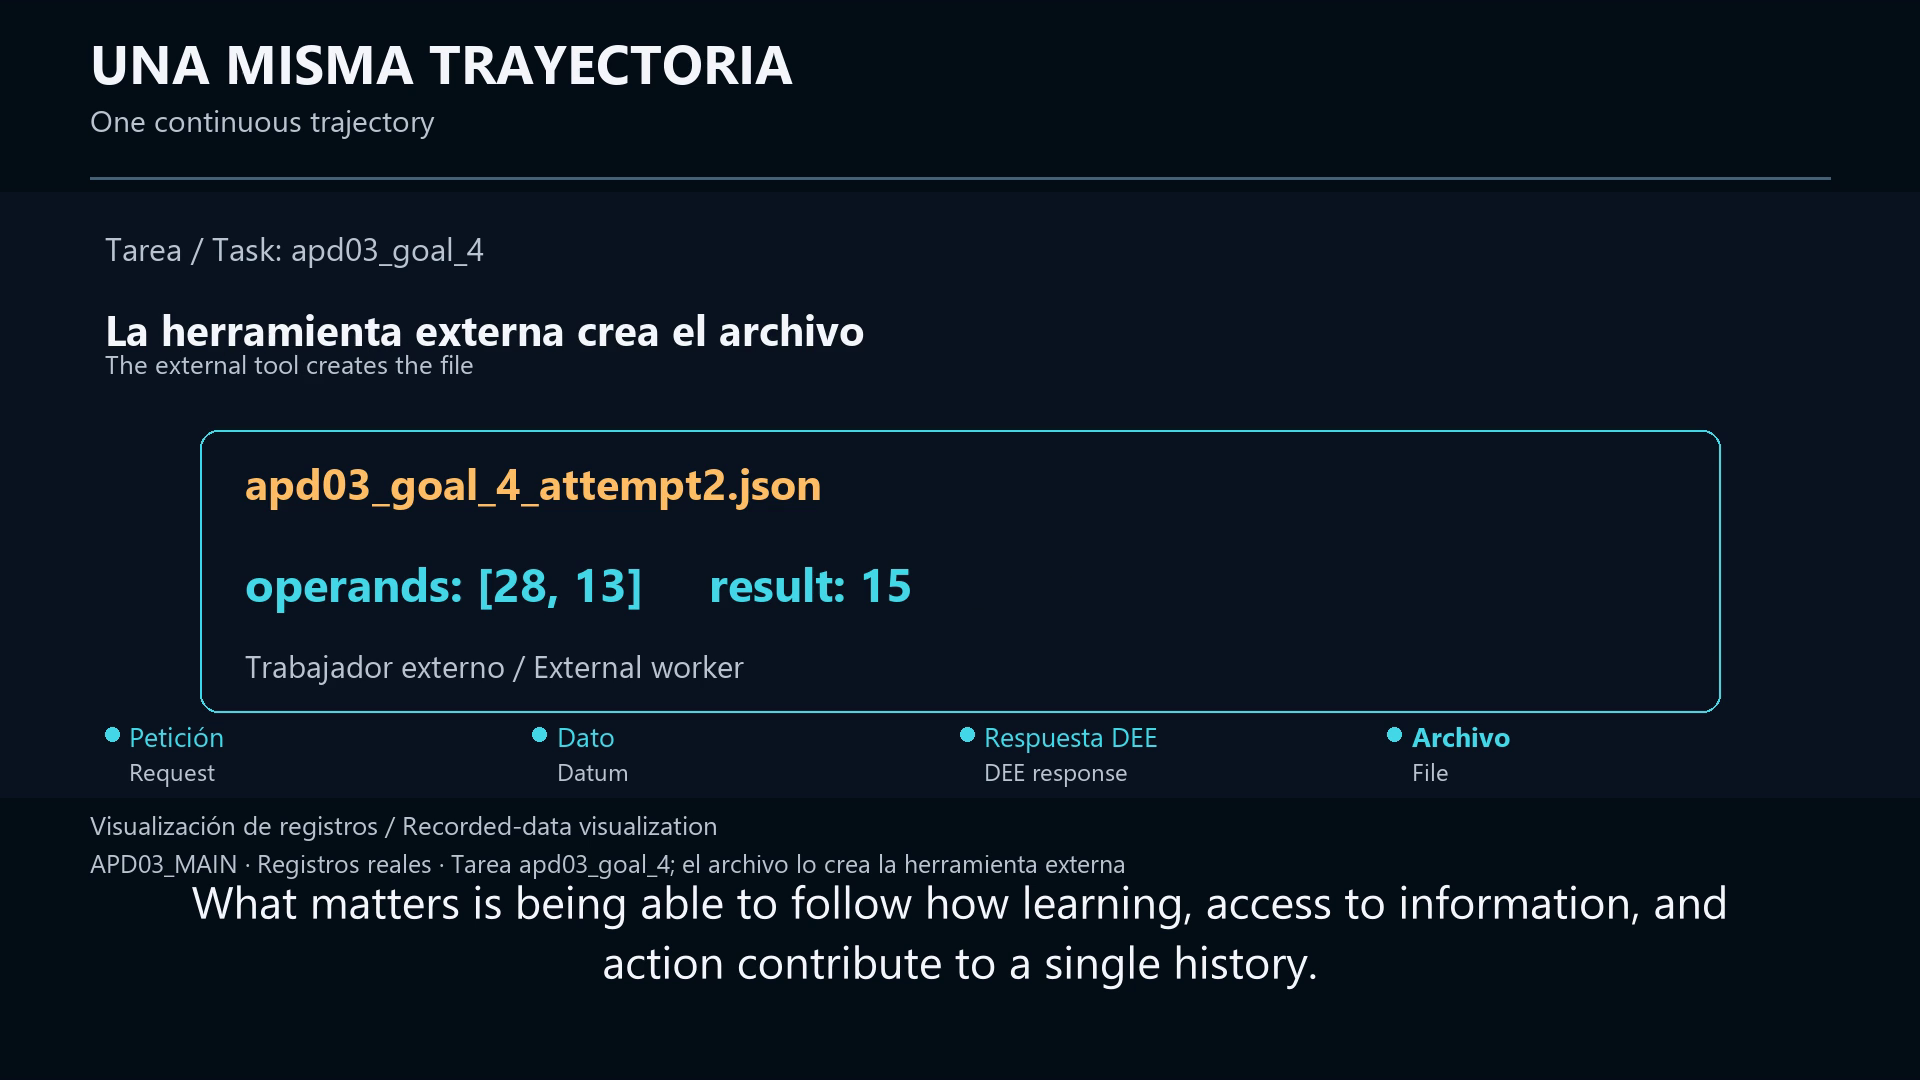 UNA MISMA TRAYECTORIA
One continuous trajectory
Tarea / Task: apd03_goal_4
La herramienta externa crea el archivo
The external tool creates the file
apd03_goal_4_attempt2.json
operands: [28, 13] result: 15
Trabajador externo / External worker
Petición Dato Respuesta DEE Archivo
Request Datum DEE response File
Visualización de registros / Recorded-data visualization
APD03_MAIN · Registros reales · Tarea apd03_goal_4; el archivo lo crea la herramienta externa
What matters is being able to follow how learning, access to information, and
action contribute to a single history.